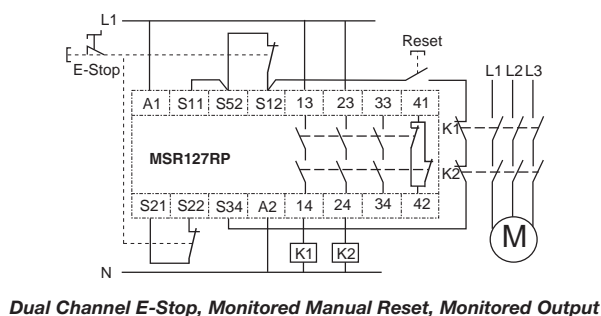 L1
Reset
E-Stop
L1 L2 L3
A1 S11 S52 S12 13 23 33 41
K1
MSR127RP
K2
S21 S22 S34 A2 14 24 34 42
M
K1 K2
N
Dual Channel E-Stop, Monitored Manual Reset, Monitored Output